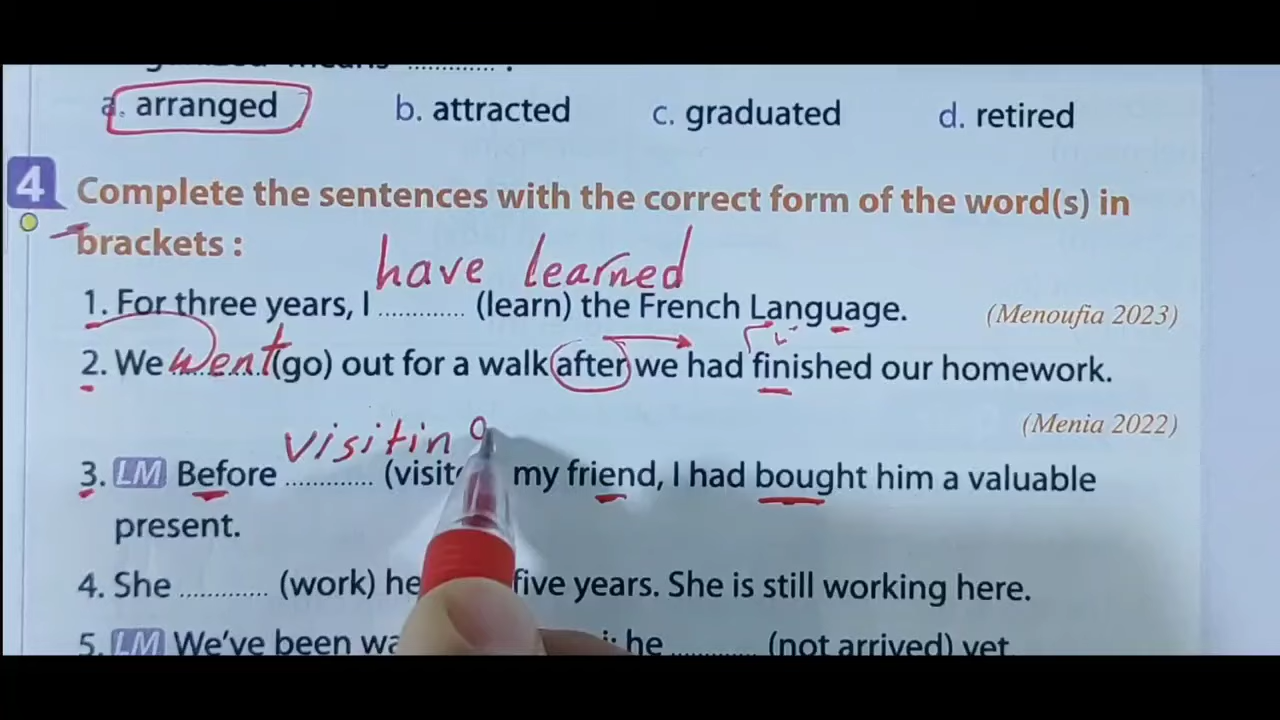 means ............ .
a. arranged b. attracted c. graduated d. retired
4 Complete the sentences with the correct form of the word(s) in
brackets :
have learned
1. For three years, I ............ (learn) the French Language. (Menoufia 2023)
2. We went (go) out for a walk after we had finished our homework.
(Menia 2022)
visiting
3. LM Before ............ my friend, I had bought him a valuable
present.
4. She ............ (work) five years. She is still working here.
5. LM We've been he ............ (not arrived) yet